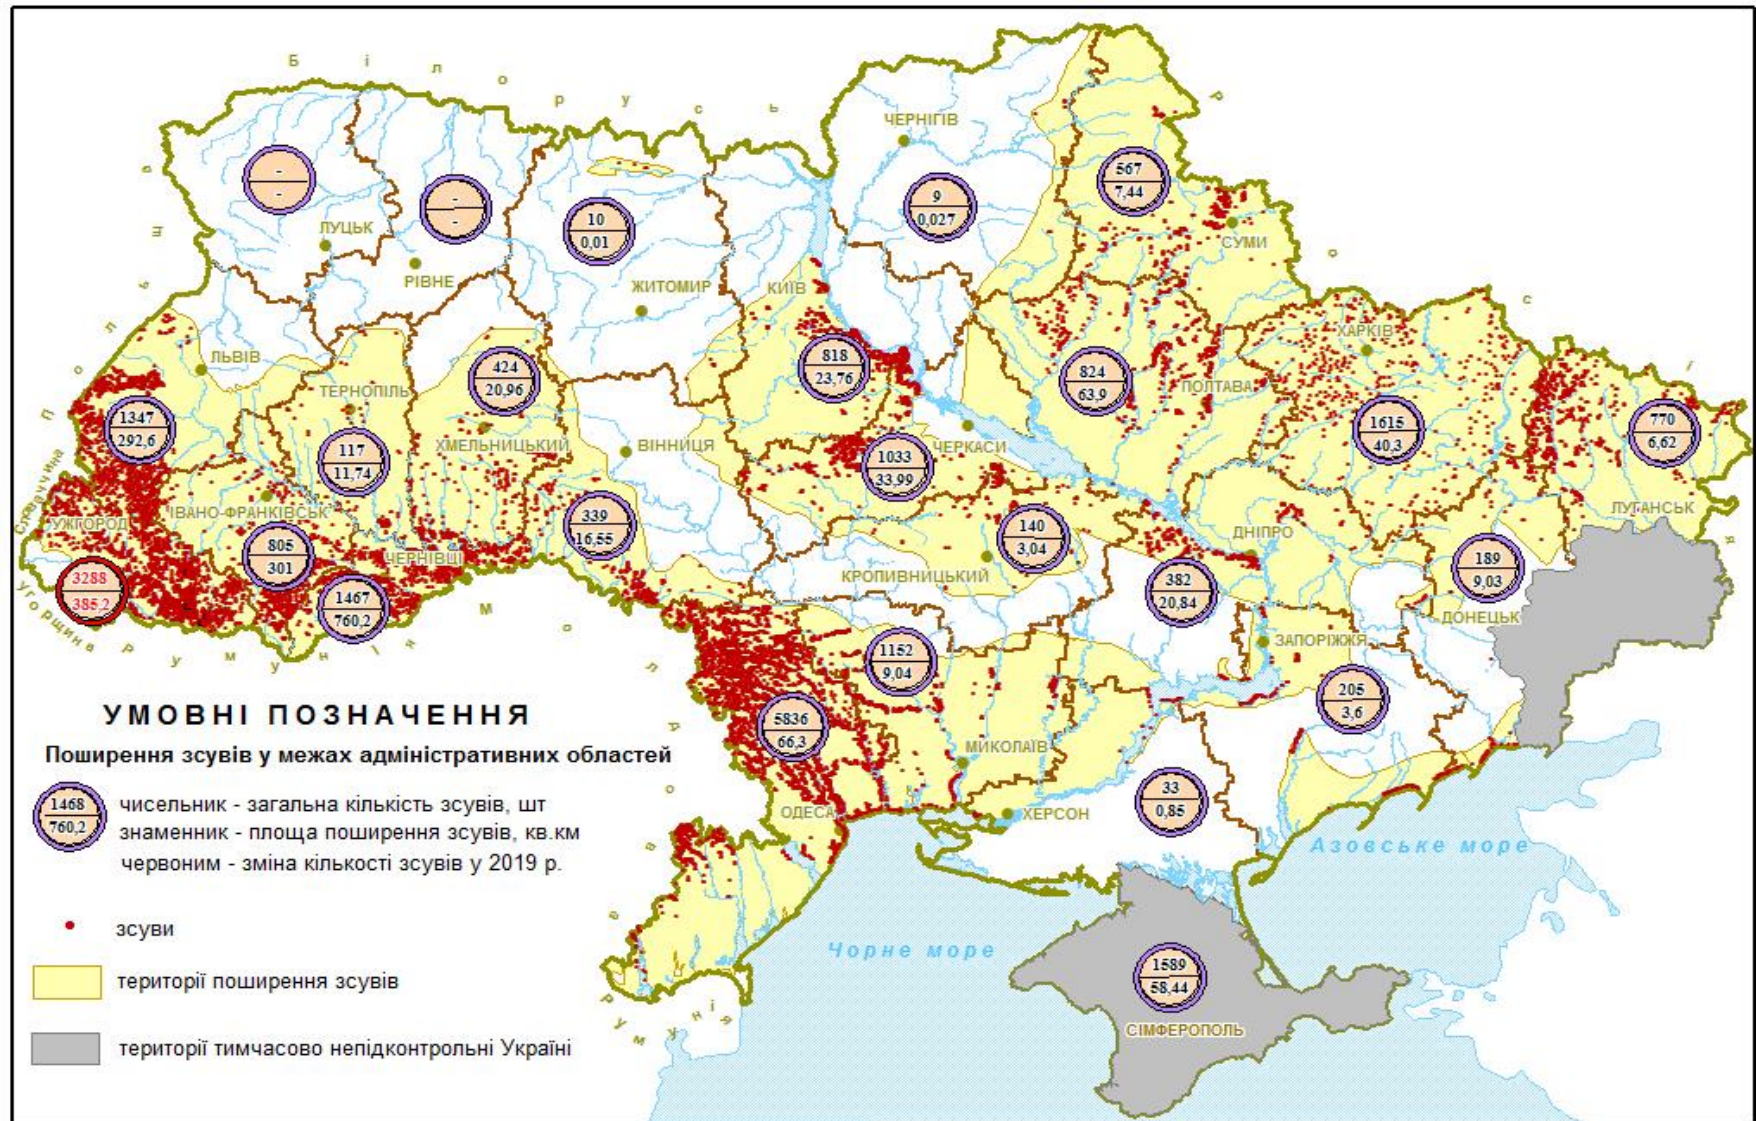 Білорусь
Росія
Польща
Словаччина
Угорщина
Румунія
Молдова
Румунія
ЧЕРНІГІВ
567
7,44
-
-
-
-
10
0,01
9
0,027
ЛУЦЬК
СУМИ
РІВНЕ
ЖИТОМИР
КИЇВ
ХАРКІВ
ЛЬВІВ
424
20,96
818
23,76
824
63,9
ПОЛТАВА
ТЕРНОПІЛЬ
1347
292,6
1615
40,3
770
6,62
ХМЕЛЬНИЦЬКИЙ
ВІННИЦЯ
ЧЕРКАСИ
117
11,74
1033
33,99
ІВАНО-ФРАНКІВСЬК
УЖГОРОД
339
16,55
140
3,04
ДНІПРО
ЛУГАНСЬК
805
301
ЧЕРНІВЦІ
189
9,03
3288
385,2
КРОПИВНИЦЬКИЙ
382
20,84
1467
760,2
ДОНЕЦЬК
ЗАПОРІЖЖЯ
1152
9,04
205
3,6
5836
66,3
МИКОЛАЇВ
33
0,85
ОДЕСА
ХЕРСОН
Азовське море
Чорне море
1589
58,44
СІМФЕРОПОЛЬ
УМОВНІ ПОЗНАЧЕННЯ
Поширення зсувів у межах адміністративних областей
1468
760,2
чисельник - загальна кількість зсувів, шт
знаменник - площа поширення зсувів, кв.км
червоним - зміна кількості зсувів у 2019 р.
зсуви
території поширення зсувів
території тимчасово непідконтрольні Україні